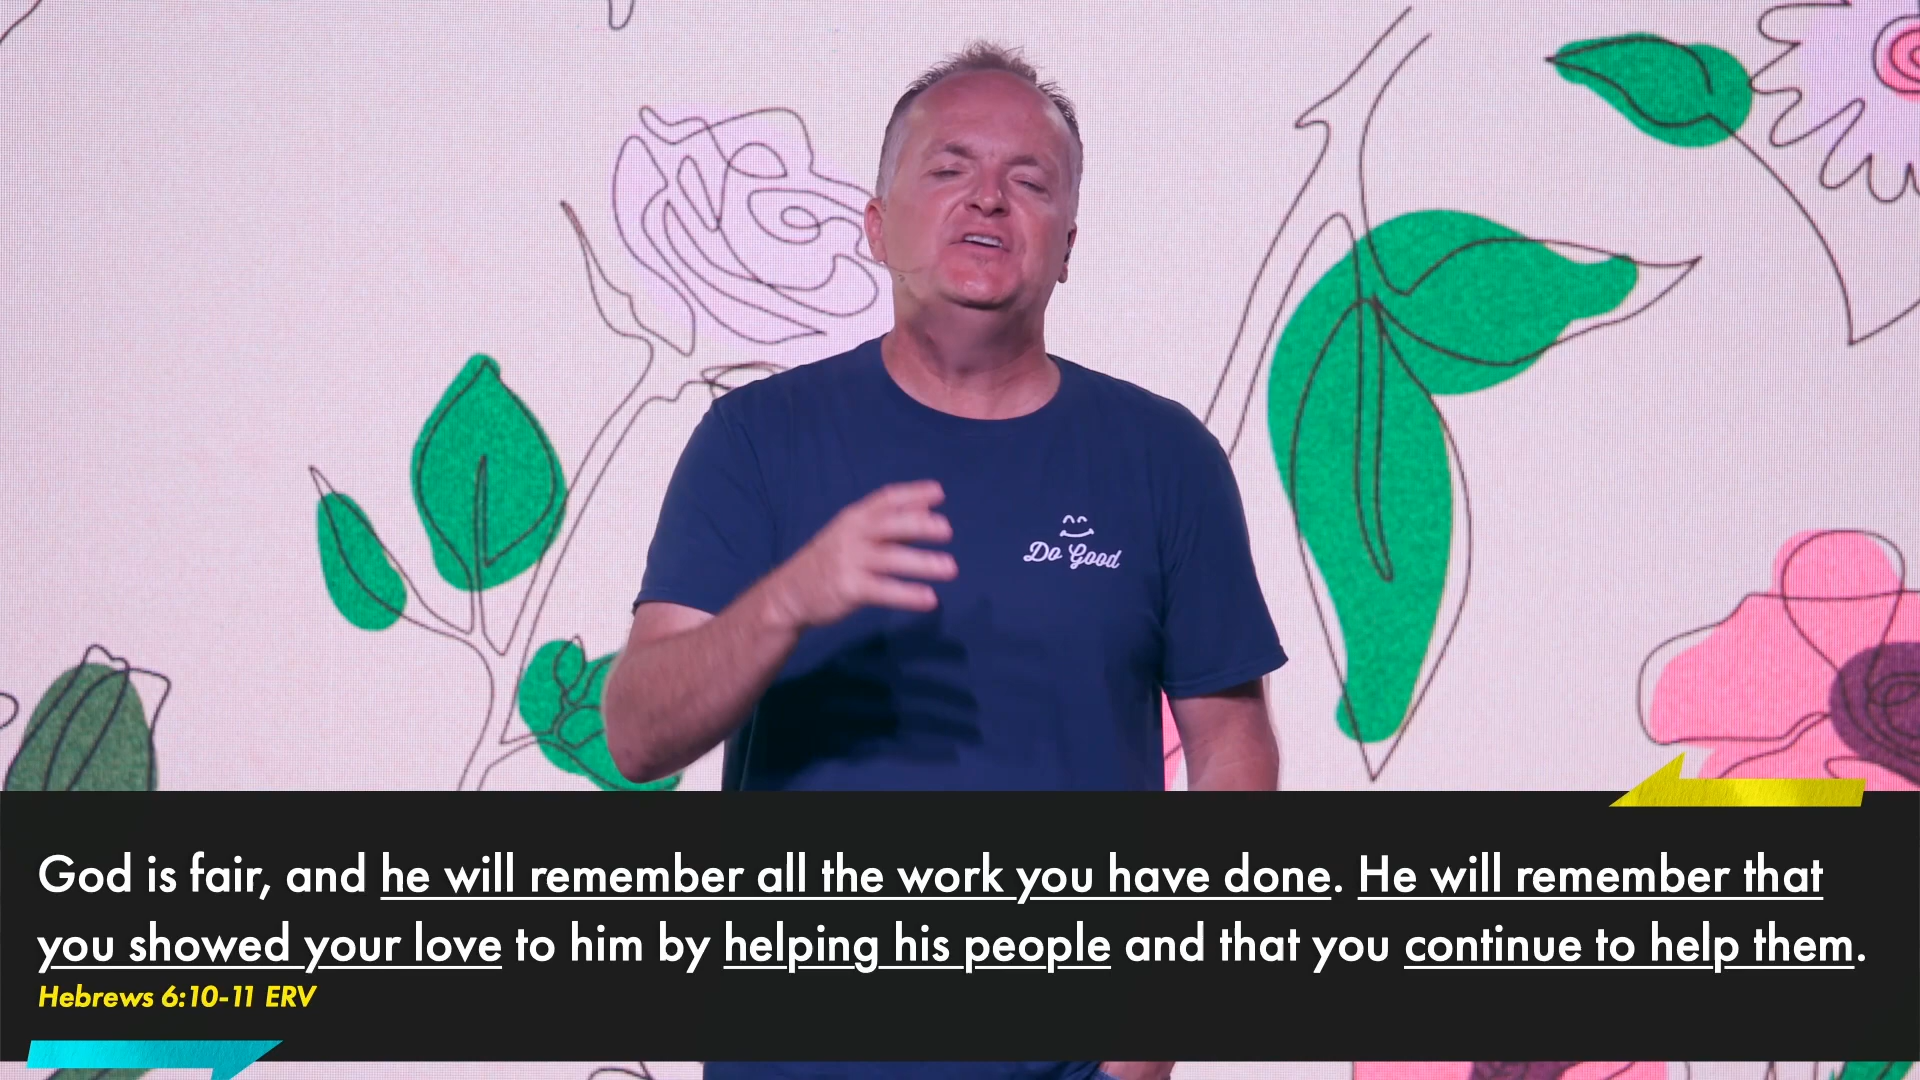 Do Good
God is fair, and he will remember all the work you have done. He will remember that
you showed your love to him by helping his people and that you continue to help them.
Hebrews 6:10-11 ERV